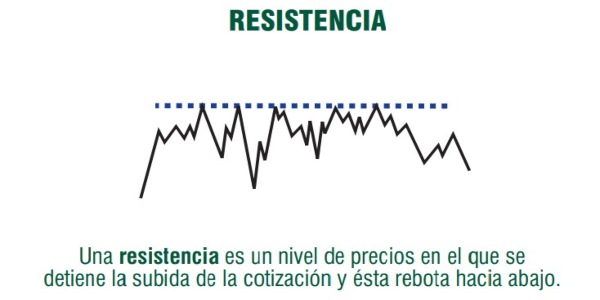 RESISTENCIA
Una resistencia es un nivel de precios en el que se
detiene la subida de la cotización y ésta rebota hacia abajo.